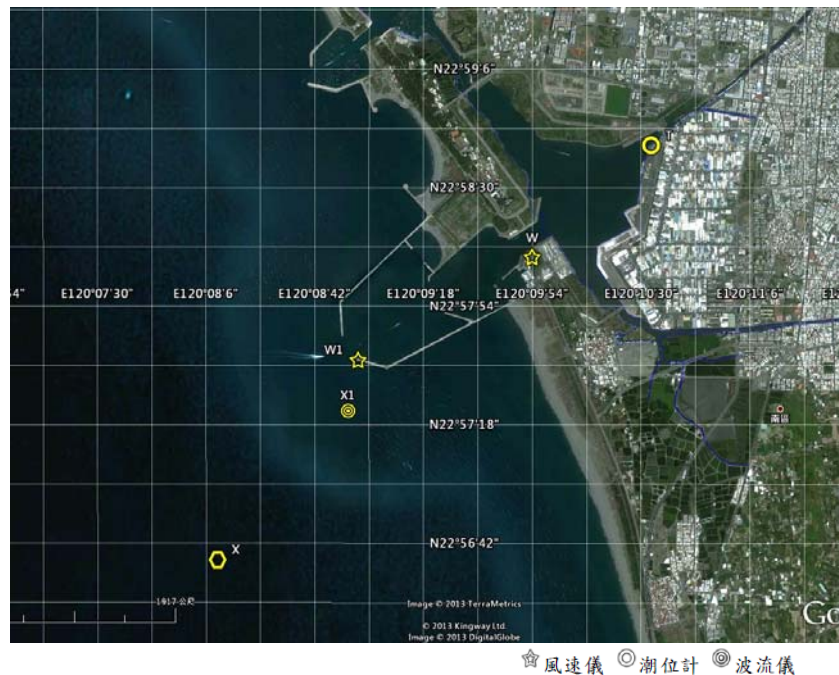 N22°59'6"
T
N22°58'30"
W
E120°07'30" E120°08'6" E120°08'42" E120°09'18" E120°09'54" E120°10'30" E120°11'6"
N22°57'54"
W1
X1
N22°57'18"
南區
N22°56'42"
X
1917 公尺
Image © 2013 TerraMetrics
© 2013 Kingway Ltd.
Image © 2013 DigitalGlobe
風速儀 潮位計 波流儀